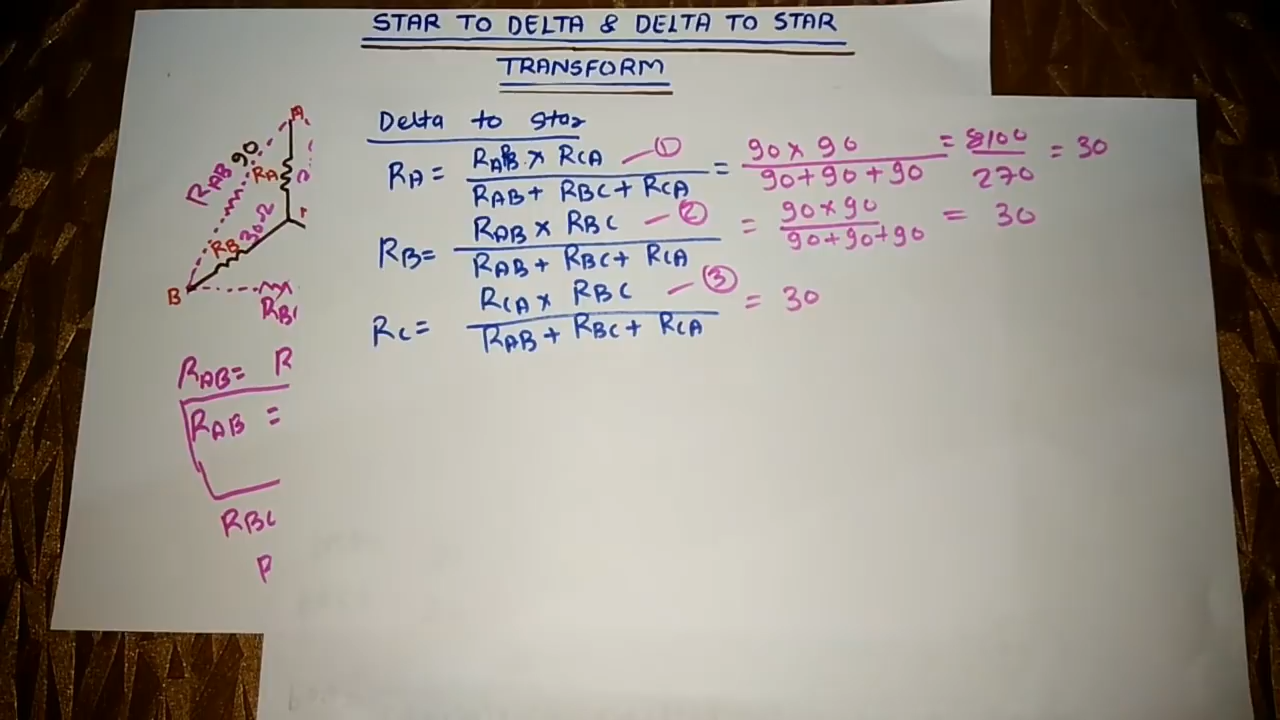 STAR TO DELTA & DELTA TO STAR
TRANSFORM
Delta to star
RA = RAB × RCA / RAB + RBC + RCA — ① = 90 × 90 / 90 + 90 + 90 = 8100 / 270 = 30
RB = RAB × RBC / RAB + RBC + RCA — ② = 90 × 90 / 90 + 90 + 90 = 30
RC = RCA × RBC / RAB + RBC + RCA — ③ = 30
A
RAB 90
RA
RB 30Ω
B
RAB = R
RAB =
RBC